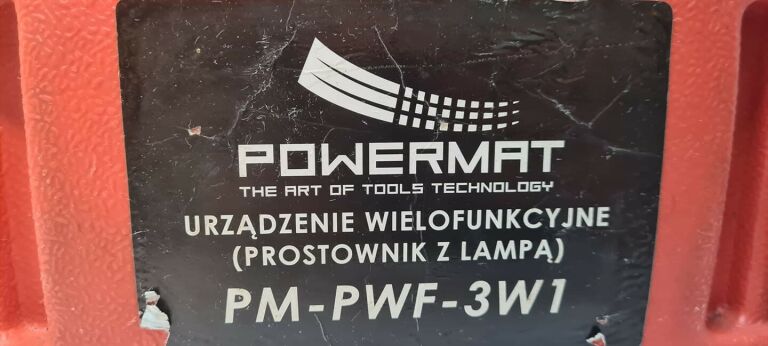 POWERMAT
THE ART OF TOOLS TECHNOLOGY
URZĄDZENIE WIELOFUNKCYJNE
(PROSTOWNIK Z LAMPĄ)
PM-PWF-3W1